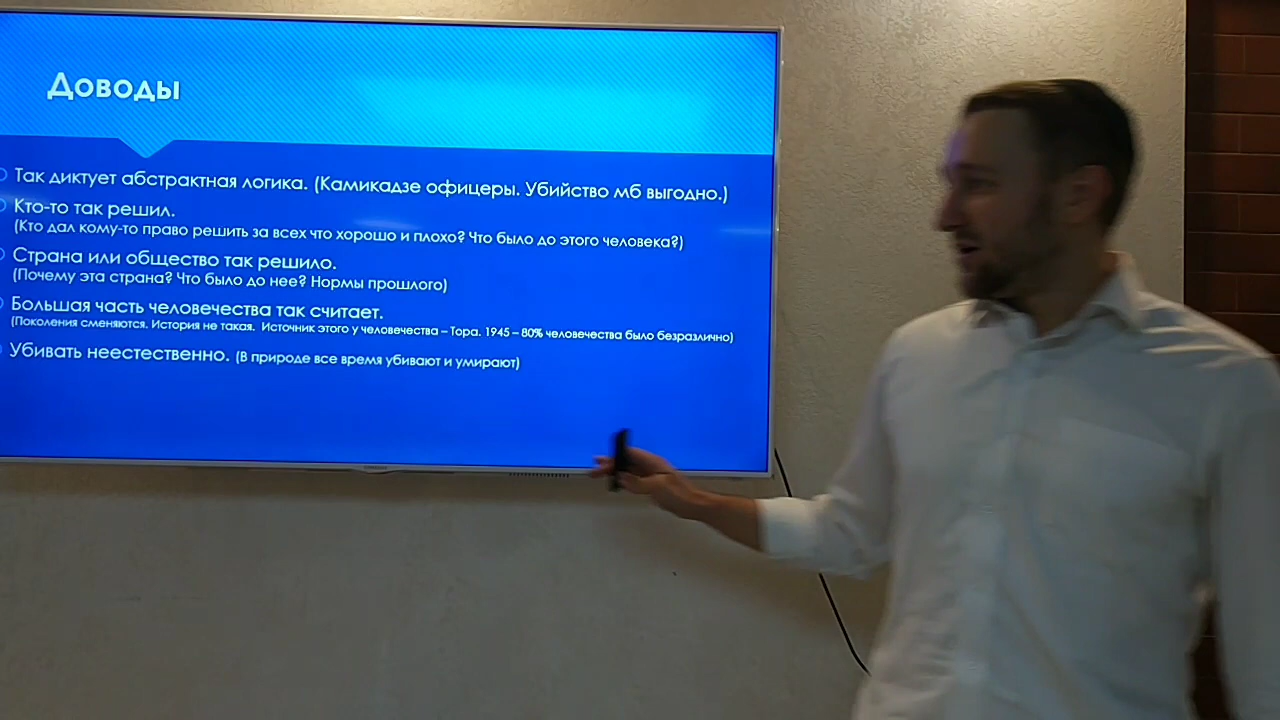 Доводы
Так диктует абстрактная логика. (Камикадзе офицеры. Убийство мб выгодно.)
Кто-то так решил.
(Кто дал кому-то право решить за всех что хорошо и плохо? Что было до этого человека?)
Страна или общество так решило.
(Почему эта страна? Что было до нее? Нормы прошлого)
Большая часть человечества так считает.
(Поколения сменяются. История не такая. Источник этого у человечества – Тора. 1945 – 80% человечества было безразлично)
Убивать неестественно. (В природе все время убивают и умирают)